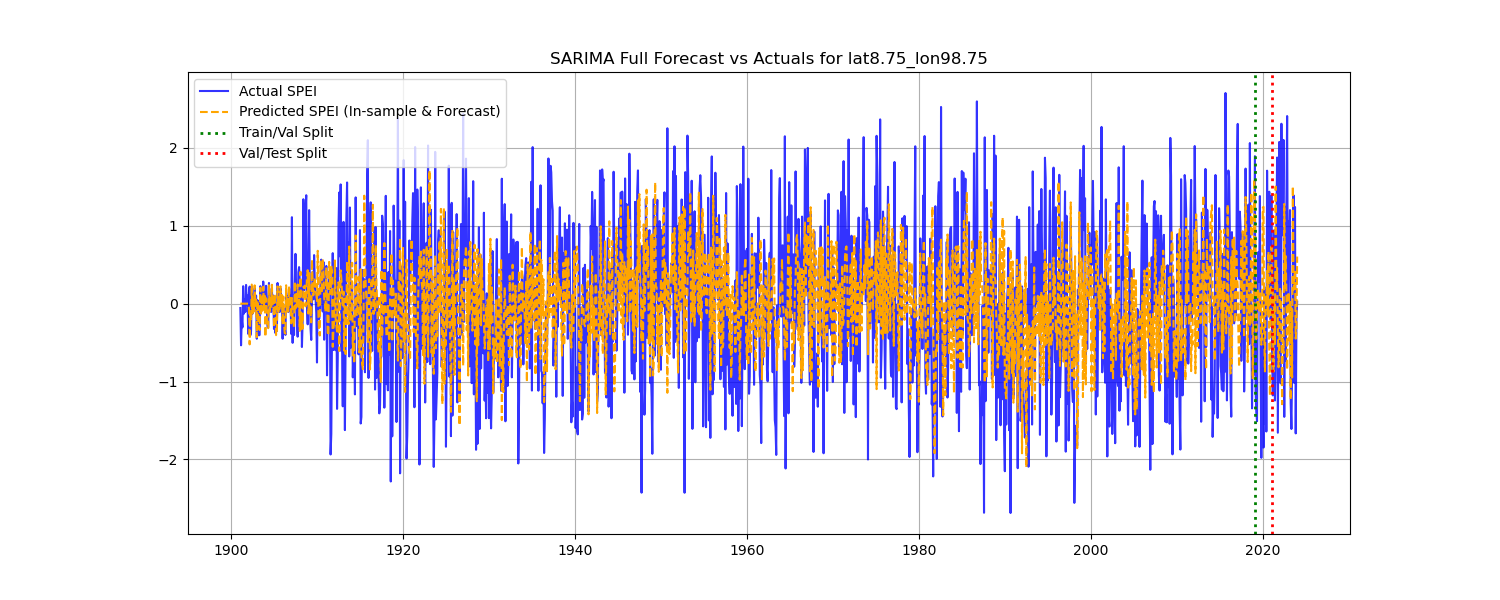 SARIMA Full Forecast vs Actuals for lat8.75_lon98.75
Actual SPEI
Predicted SPEI (In-sample & Forecast)
Train/Val Split
Val/Test Split
2
1
0
−1
−2
1900 1920 1940 1960 1980 2000 2020